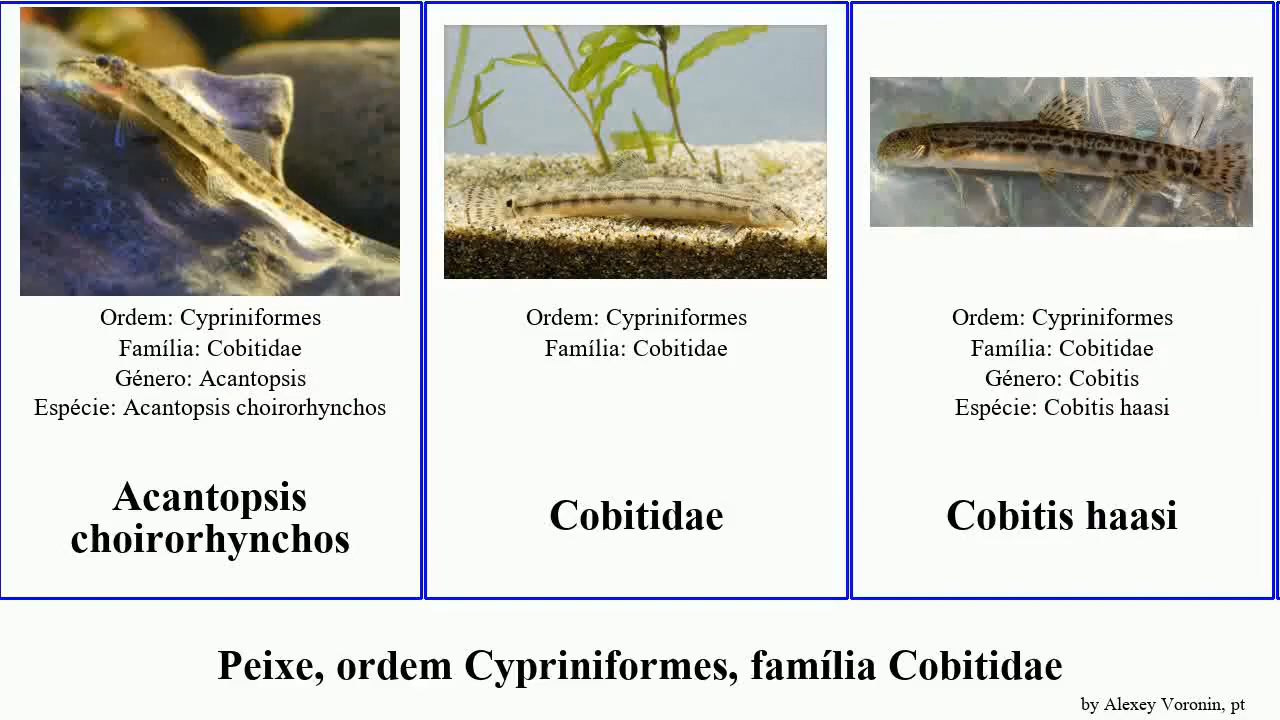 Ordem: Cypriniformes
Família: Cobitidae
Género: Acantopsis
Espécie: Acantopsis choirorhynchos
Acantopsis
choirorhynchos
Ordem: Cypriniformes
Família: Cobitidae
Cobitidae
Ordem: Cypriniformes
Família: Cobitidae
Género: Cobitis
Espécie: Cobitis haasi
Cobitis haasi
Peixe, ordem Cypriniformes, família Cobitidae
by Alexey Voronin, pt